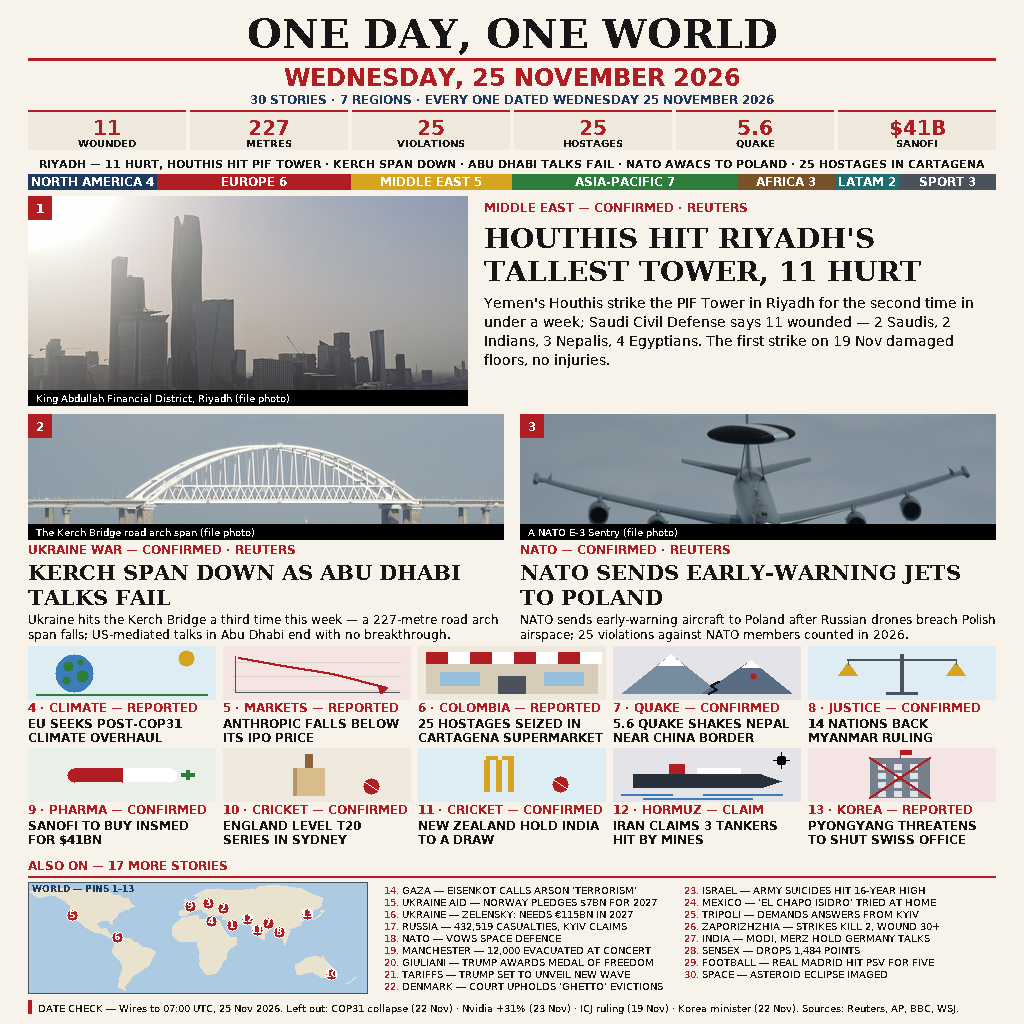 ONE DAY, ONE WORLD
WEDNESDAY, 25 NOVEMBER 2026
30 STORIES · 7 REGIONS · EVERY ONE DATED WEDNESDAY 25 NOVEMBER 2026
11
WOUNDED
227
METRES
25
VIOLATIONS
25
HOSTAGES
5.6
QUAKE
$41B
SANOFI
RIYADH — 11 HURT, HOUTHIS HIT PIF TOWER · KERCH SPAN DOWN · ABU DHABI TALKS FAIL · NATO AWACS TO POLAND · 25 HOSTAGES IN CARTAGENA
NORTH AMERICA 4
EUROPE 6
MIDDLE EAST 5
ASIA-PACIFIC 7
AFRICA 3
LATAM 2
SPORT 3
1
King Abdullah Financial District, Riyadh (file photo)
MIDDLE EAST — CONFIRMED · REUTERS
HOUTHIS HIT RIYADH'S
TALLEST TOWER, 11 HURT
Yemen's Houthis strike the PIF Tower in Riyadh for the second time in
under a week; Saudi Civil Defense says 11 wounded — 2 Saudis, 2
Indians, 3 Nepalis, 4 Egyptians. The first strike on 19 Nov damaged
floors, no injuries.
2
The Kerch Bridge road arch span (file photo)
UKRAINE WAR — CONFIRMED · REUTERS
KERCH SPAN DOWN AS ABU DHABI
TALKS FAIL
Ukraine hits the Kerch Bridge a third time this week — a 227-metre road arch
span falls; US-mediated talks in Abu Dhabi end with no breakthrough.
3
A NATO E-3 Sentry (file photo)
NATO — CONFIRMED · REUTERS
NATO SENDS EARLY-WARNING JETS
TO POLAND
NATO sends early-warning aircraft to Poland after Russian drones breach Polish
airspace; 25 violations against NATO members counted in 2026.
4 · CLIMATE — REPORTED
EU SEEKS POST-COP31
CLIMATE OVERHAUL
5 · MARKETS — REPORTED
ANTHROPIC FALLS BELOW
ITS IPO PRICE
6 · COLOMBIA — REPORTED
25 HOSTAGES SEIZED IN
CARTAGENA SUPERMARKET
7 · QUAKE — CONFIRMED
5.6 QUAKE SHAKES NEPAL
NEAR CHINA BORDER
8 · JUSTICE — CONFIRMED
14 NATIONS BACK
MYANMAR RULING
9 · PHARMA — CONFIRMED
SANOFI TO BUY INSMED
FOR $41BN
10 · CRICKET — CONFIRMED
ENGLAND LEVEL T20
SERIES IN SYDNEY
11 · CRICKET — CONFIRMED
NEW ZEALAND HOLD INDIA
TO A DRAW
12 · HORMUZ — CLAIM
IRAN CLAIMS 3 TANKERS
HIT BY MINES
13 · KOREA — REPORTED
PYONGYANG THREATENS
TO SHUT SWISS OFFICE
ALSO ON — 17 MORE STORIES
WORLD — PINS 1–13
5
6
9
3
2
4
1
12
11
7
8
13
10
14. GAZA — EISENKOT CALLS ARSON 'TERRORISM'
15. UKRAINE AID — NORWAY PLEDGES $7BN FOR 2027
16. UKRAINE — ZELENSKY: NEEDS €115BN IN 2027
17. RUSSIA — 432,519 CASUALTIES, KYIV CLAIMS
18. NATO — VOWS SPACE DEFENCE
19. MANCHESTER — 12,000 EVACUATED AT CONCERT
20. GIULIANI — TRUMP AWARDS MEDAL OF FREEDOM
21. TARIFFS — TRUMP SET TO UNVEIL NEW WAVE
22. DENMARK — COURT UPHOLDS 'GHETTO' EVICTIONS
23. ISRAEL — ARMY SUICIDES HIT 16-YEAR HIGH
24. MEXICO — 'EL CHAPO ISIDRO' TRIED AT HOME
25. TRIPOLI — DEMANDS ANSWERS FROM KYIV
26. ZAPORIZHZHIA — STRIKES KILL 2, WOUND 30+
27. INDIA — MODI, MERZ HOLD GERMANY TALKS
28. SENSEX — DROPS 1,484 POINTS
29. FOOTBALL — REAL MADRID HIT PSV FOR FIVE
30. SPACE — ASTEROID ECLIPSE IMAGED
DATE CHECK — Wires to 07:00 UTC, 25 Nov 2026. Left out: COP31 collapse (22 Nov) · Nvidia +31% (23 Nov) · ICJ ruling (19 Nov) · Korea minister (22 Nov). Sources: Reuters, AP, BBC, WSJ.